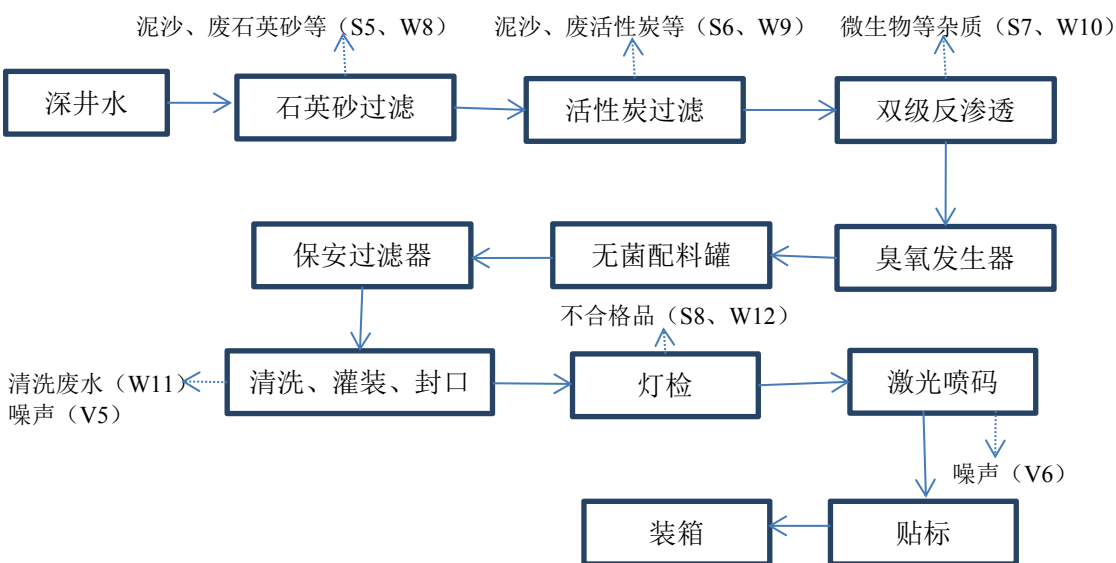 泥沙、废石英砂等（S5、W8）
泥沙、废活性炭等（S6、W9）
微生物等杂质（S7、W10）
深井水
石英砂过滤
活性炭过滤
双级反渗透
保安过滤器
无菌配料罐
臭氧发生器
不合格品（S8、W12）
清洗废水（W11）
噪声（V5）
清洗、灌装、封口
灯检
激光喷码
噪声（V6）
装箱
贴标